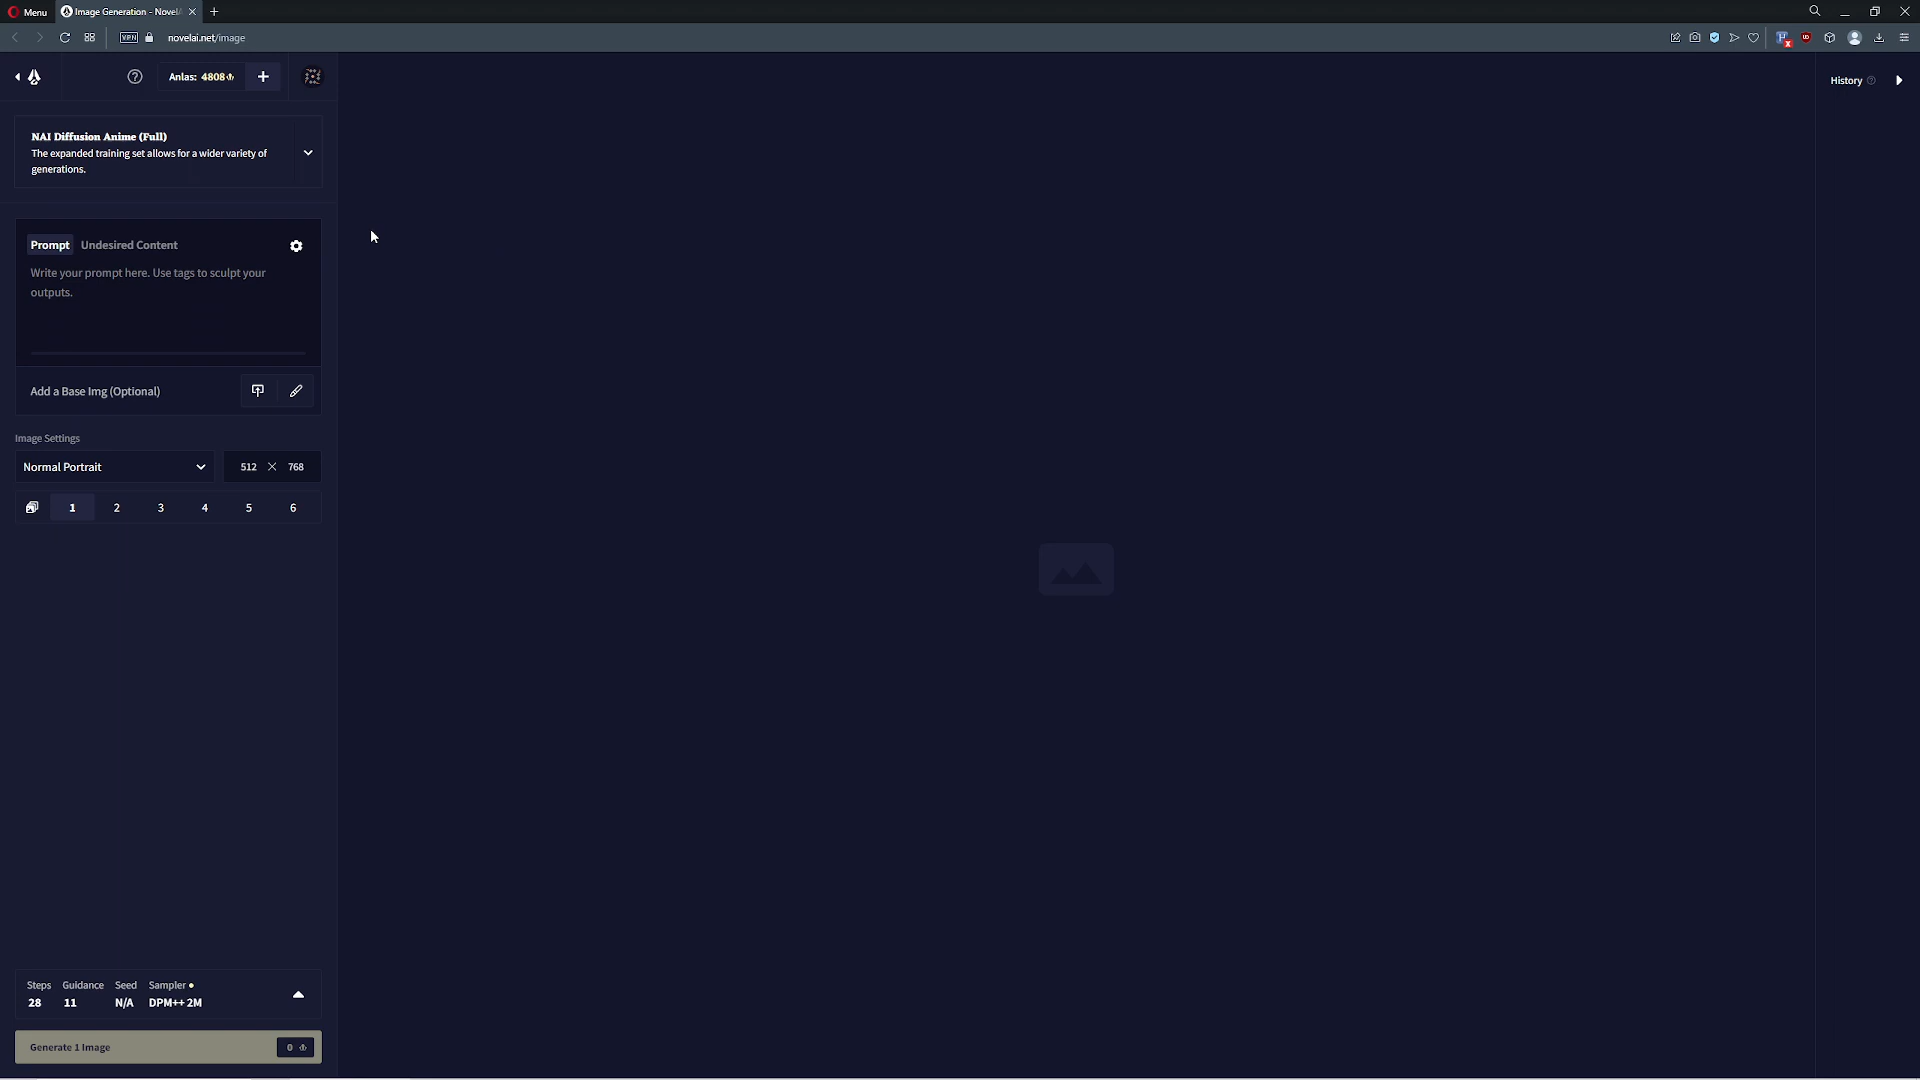 Menu
Image Generation - NovelA
VPN
novelai.net/image
Anlas: 4808
History
NAI Diffusion Anime (Full)
The expanded training set allows for a wider variety of
generations.
Prompt
Undesired Content
Write your prompt here. Use tags to sculpt your
outputs.
Add a Base Img (Optional)
Image Settings
Normal Portrait
512 × 768
1 2 3 4 5 6
Steps Guidance Seed Sampler
28 11 N/A DPM++ 2M
Generate 1 Image
0